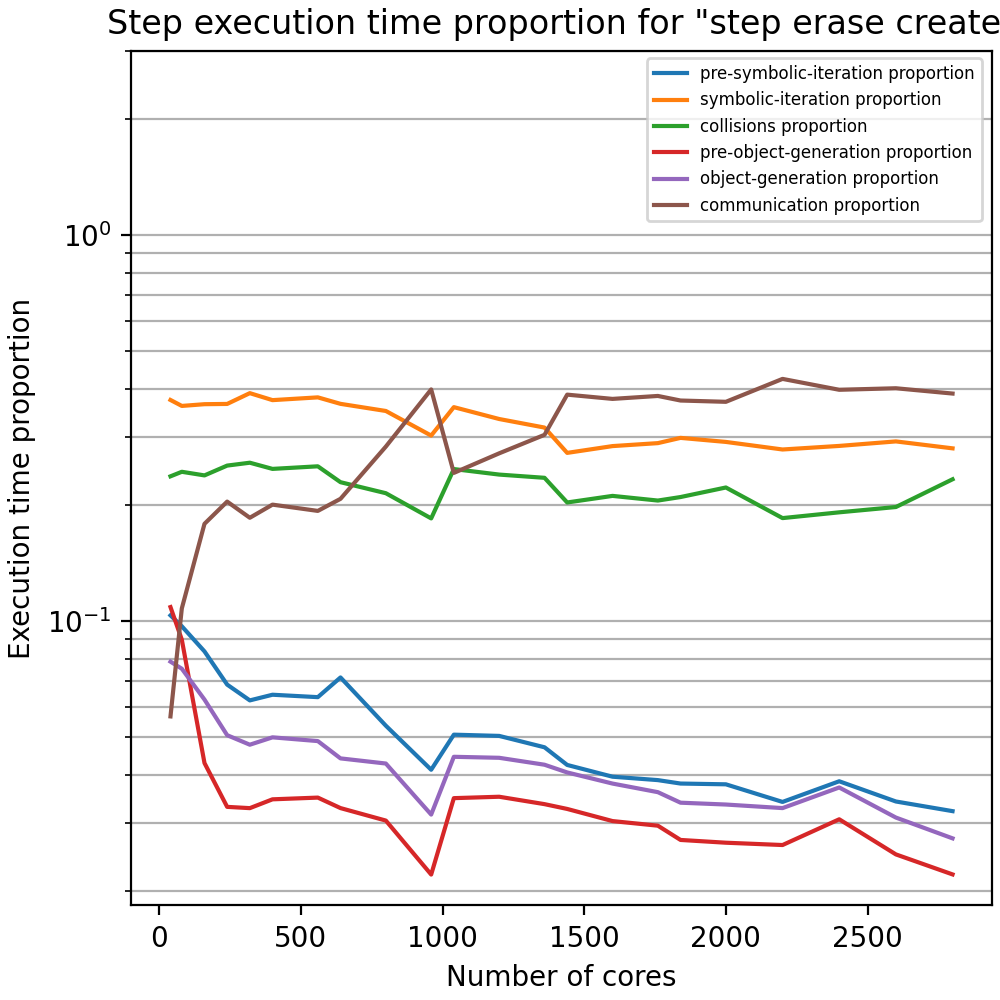 Step execution time proportion for "step erase create
pre-symbolic-iteration proportion
symbolic-iteration proportion
collisions proportion
pre-object-generation proportion
object-generation proportion
communication proportion
10⁰
10⁻¹
Execution time proportion
0 500 1000 1500 2000 2500
Number of cores